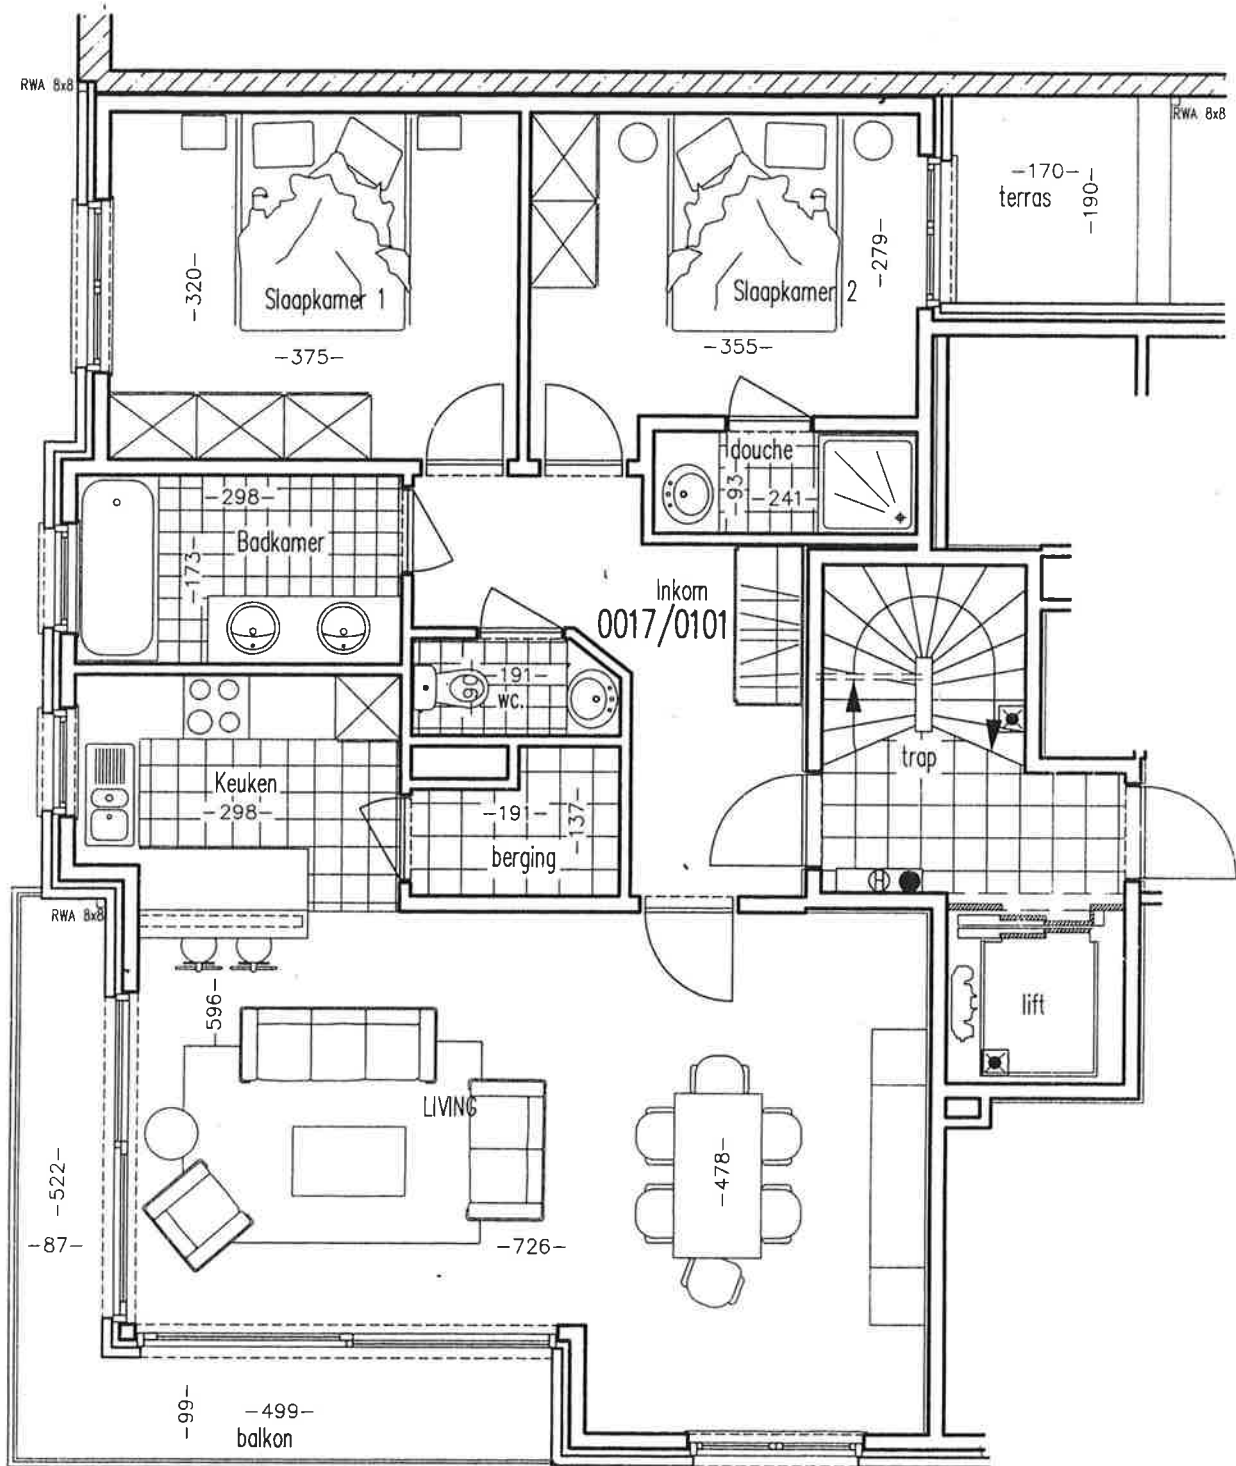 RWA 8x8
RWA 8x8
-170-
terras
-190-
-279-
-320-
Slaapkamer 1
Slaapkamer 2
-375-
-355-
douche
-93-
-241-
-298-
Badkamer
-173-
Inkom
0017/0101
-191-
90
wc.
trap
Keuken
-298-
-191-
-137-
berging
RWA 8x8
596-
lift
LIVING
-478-
-522-
-87-
-726-
-99-
-499-
balkon